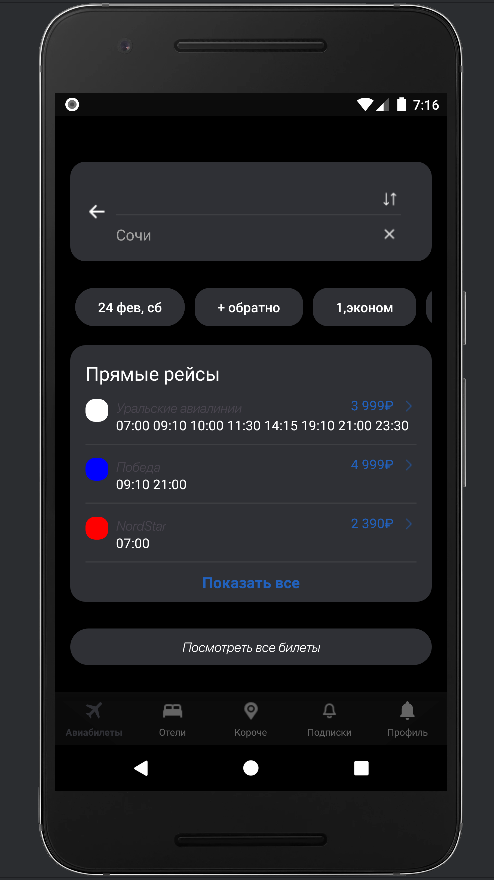 7:16
Сочи
24 фев, сб
+ обратно
1,эконом
Прямые рейсы
Уральские авиалинии 3 999₽
07:00 09:10 10:00 11:30 14:15 19:10 21:00 23:30
Победа 4 999₽
09:10 21:00
NordStar 2 390₽
07:00
Показать все
Посмотреть все билеты
Авиабилеты Отели Короче Подписки Профиль